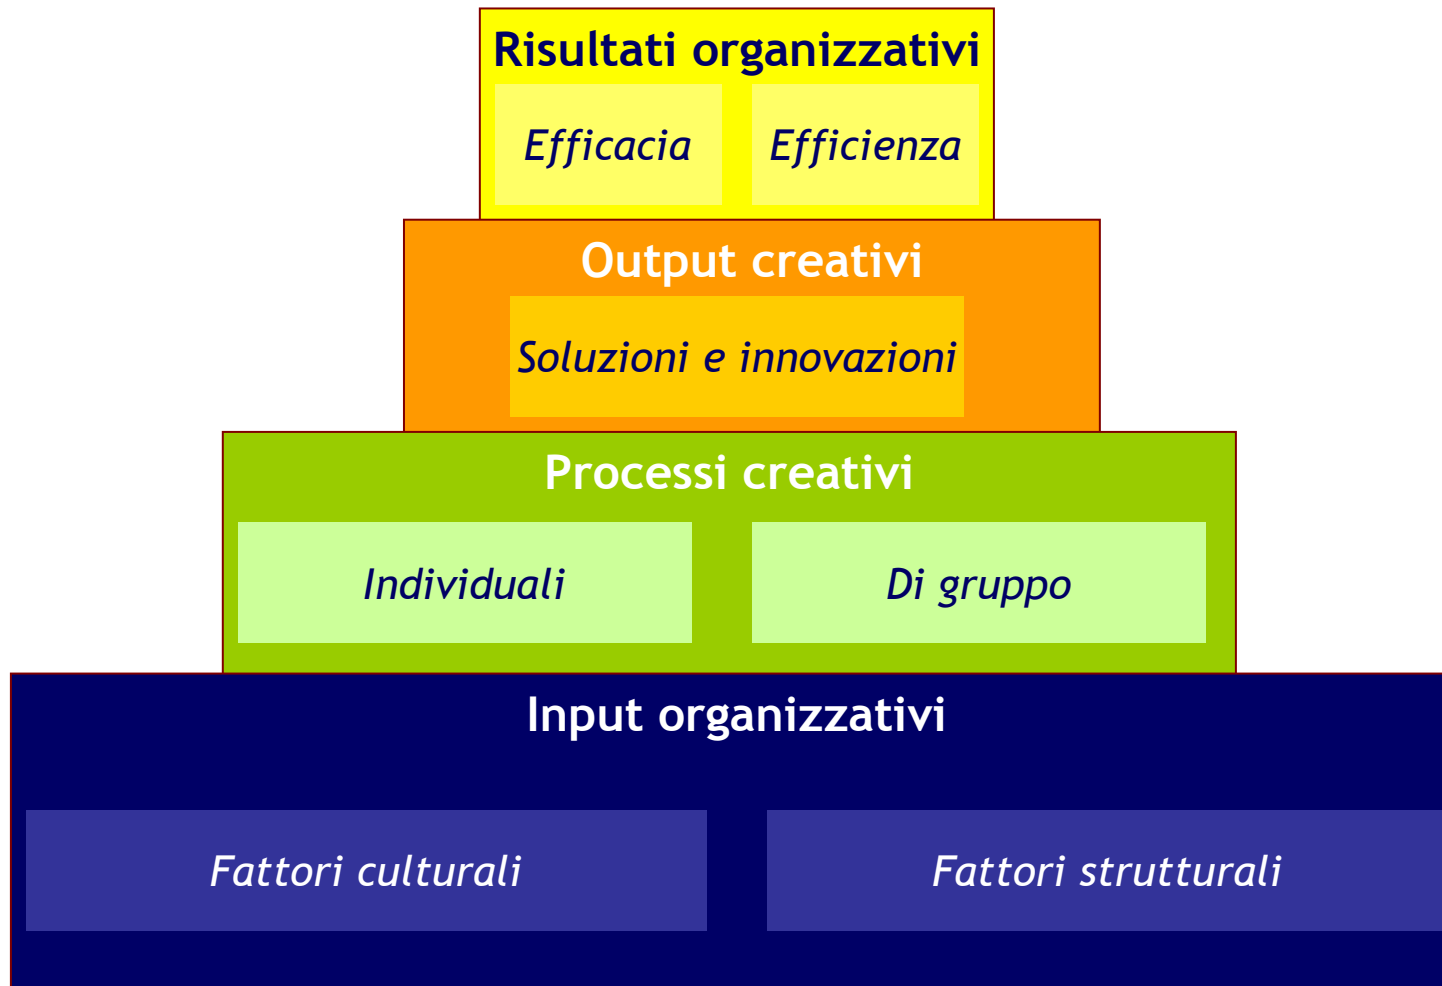 Risultati organizzativi
Efficacia
Efficienza
Output creativi
Soluzioni e innovazioni
Processi creativi
Individuali
Di gruppo
Input organizzativi
Fattori culturali
Fattori strutturali